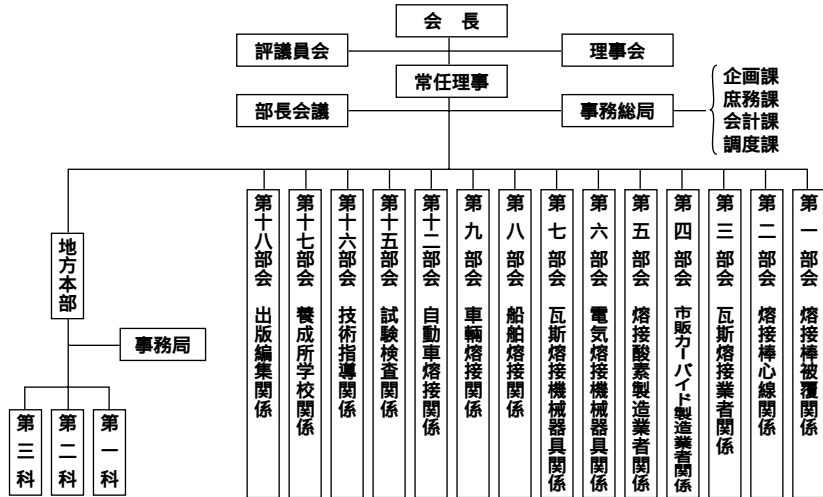 会長
評議員会
理事会
常任理事
部長会議
事務総局
企画課
庶務課
会計課
調度課
第一部会 熔接棒被覆関係
第二部会 熔接棒心線関係
第三部会 瓦斯熔接業者関係
第四部会 市販カーバイド製造業者関係
第五部会 熔接酸素製造業者関係
第六部会 電気熔接機械器具関係
第七部会 瓦斯熔接機械器具関係
第八部会 船舶熔接関係
第九部会 車輛熔接関係
第十二部会 自動車熔接関係
第十五部会 試験検査関係
第十六部会 技術指導関係
第十七部会 養成所学校関係
第十八部会 出版編集関係
地方本部
事務局
第一科
第二科
第三科